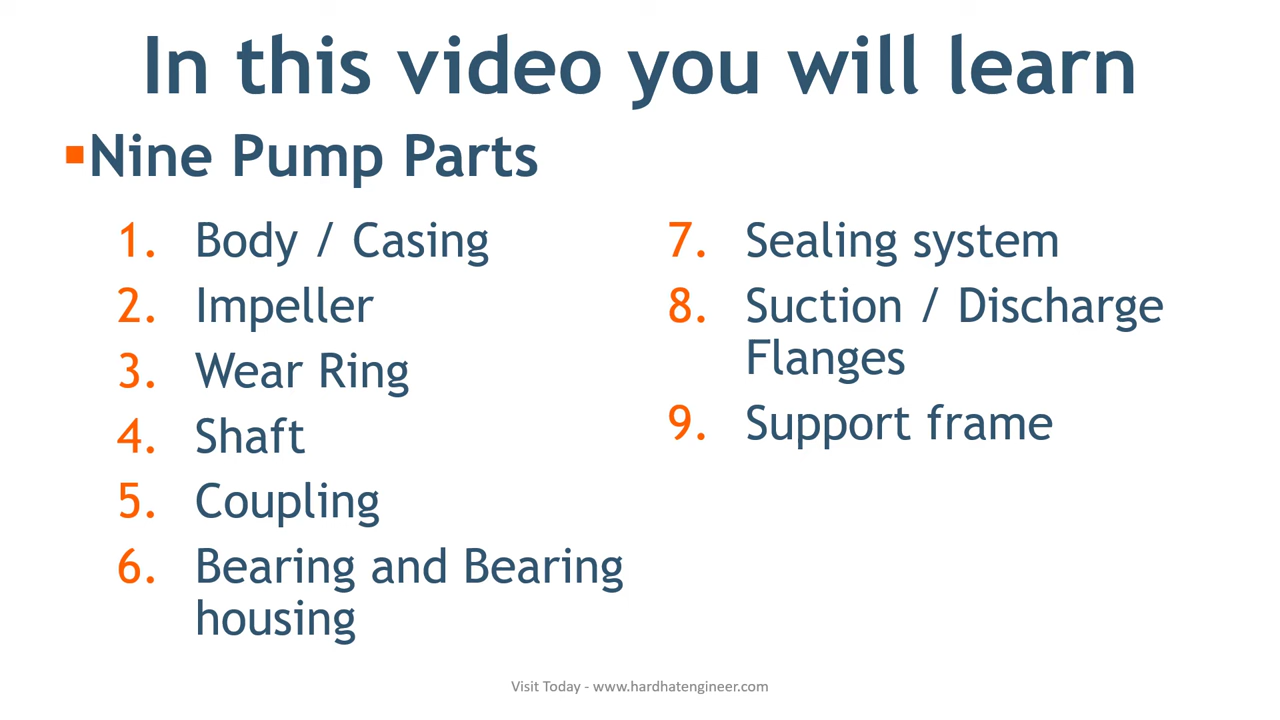 In this video you will learn
▪Nine Pump Parts
1. Body / Casing
2. Impeller
3. Wear Ring
4. Shaft
5. Coupling
6. Bearing and Bearing
housing
7. Sealing system
8. Suction / Discharge
Flanges
9. Support frame
Visit Today - www.hardhatengineer.com